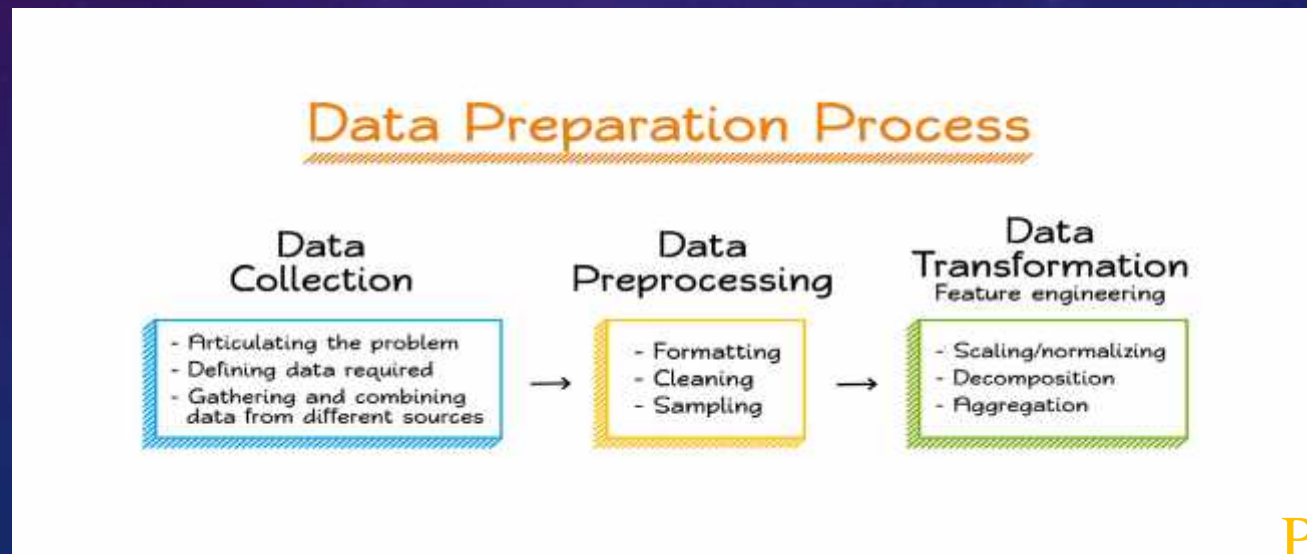 Data Preparation Process
Data
Collection
- Articulating the problem
- Defining data required
- Gathering and combining
data from different sources
Data
Preprocessing
- Formatting
- Cleaning
- Sampling
Data
Transformation
Feature engineering
- Scaling/normalizing
- Decomposition
- Aggregation
P